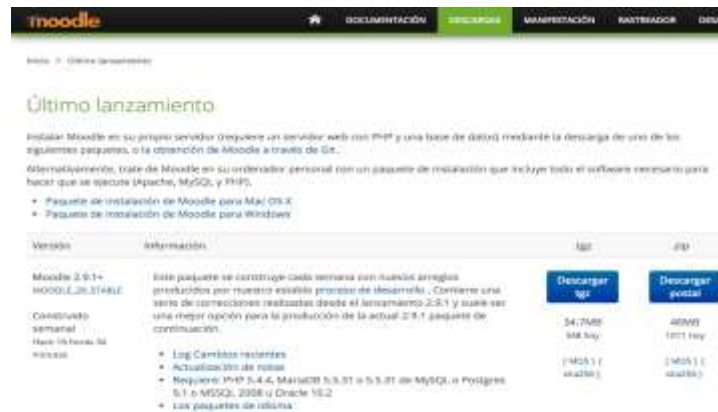 moodle
DOCUMENTACIÓN DESCARGAS MANIFESTACIÓN RASTREADOR
Inicio > Último lanzamiento
Último lanzamiento
Instalar Moodle en su propio servidor (requiere un servidor web con PHP y una base de datos) mediante la descarga de uno de los
siguientes paquetes, o la obtención de Moodle a través de Git.
Alternativamente, trate de Moodle en su ordenador personal con un paquete de instalación que incluye todo el software necesario para
hacer que se ejecute (Apache, MySQL y PHP).
Paquete de instalación de Moodle para Mac OS X
Paquete de instalación de Moodle para Windows
Versión Información tgz zip
Moodle 2.9.1+
MOODLE_29_STABLE
Construido
semanal
Este paquete se construye cada semana con nuevos arreglos
producidos por nuestro establo proceso de desarrollo . Contiene una
serie de correcciones realizadas desde el lanzamiento 2.9.1 y suele ser
una mejor opción para la producción de la actual 2.9.1 paquete de
continuación.
Log Cambios recientes
Actualización de notas
Requiere: PHP 5.4.4, MariaDB 5.5.31 o 5.5.31 de MySQL o Postgres
9.1 o MSSQL 2008 u Oracle 10.2
Los paquetes de idioma
Descargar
tgz
34.7MB
[ MD5 ] [
sha256 ]
Descargar
postal
46MB
[ MD5 ] [
sha256 ]